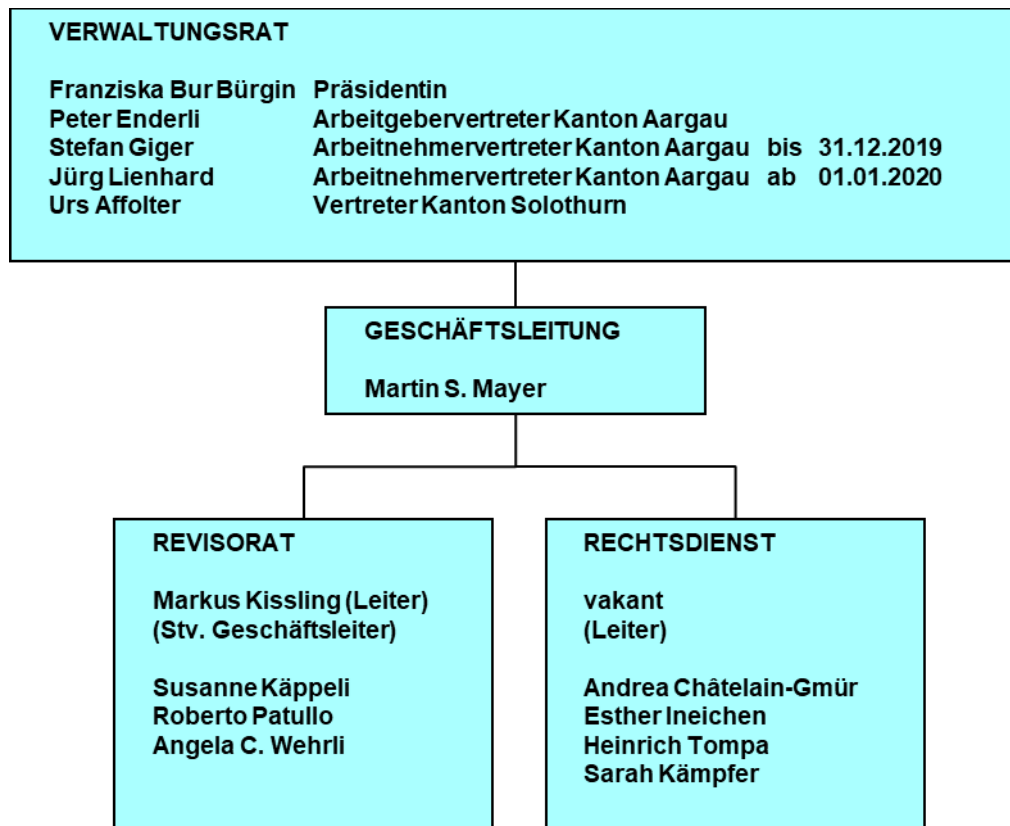 VERWALTUNGSRAT
Franziska Bur Bürgin Präsidentin
Peter Enderli Arbeitgebervertreter Kanton Aargau
Stefan Giger Arbeitnehmervertreter Kanton Aargau bis 31.12.2019
Jürg Lienhard Arbeitnehmervertreter Kanton Aargau ab 01.01.2020
Urs Affolter Vertreter Kanton Solothurn
GESCHÄFTSLEITUNG
Martin S. Mayer
REVISORAT
Markus Kissling (Leiter)
(Stv. Geschäftsleiter)
Susanne Käppeli
Roberto Patullo
Angela C. Wehrli
RECHTSDIENST
vakant
(Leiter)
Andrea Châtelain-Gmür
Esther Ineichen
Heinrich Tompa
Sarah Kämpfer